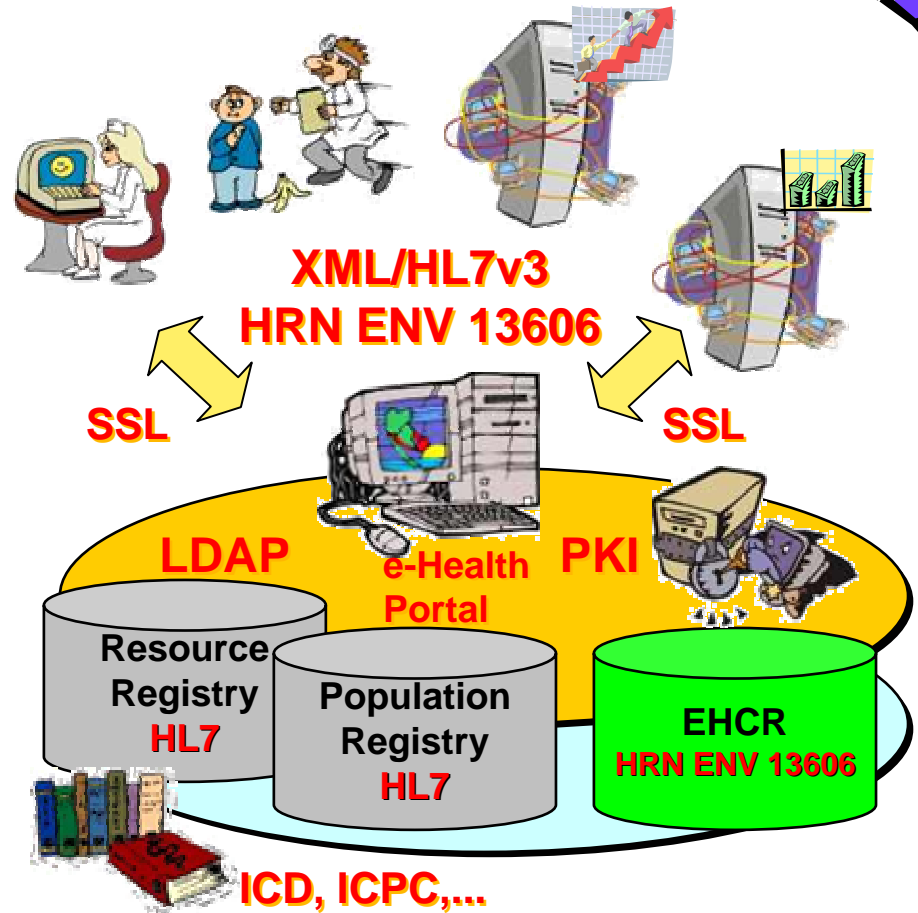 XML/HL7v3
HRN ENV 13606
SSL
SSL
LDAP
e-Health
Portal
PKI
Resource
Registry
HL7
Population
Registry
HL7
EHCR
HRN ENV 13606
ICD, ICPC,...